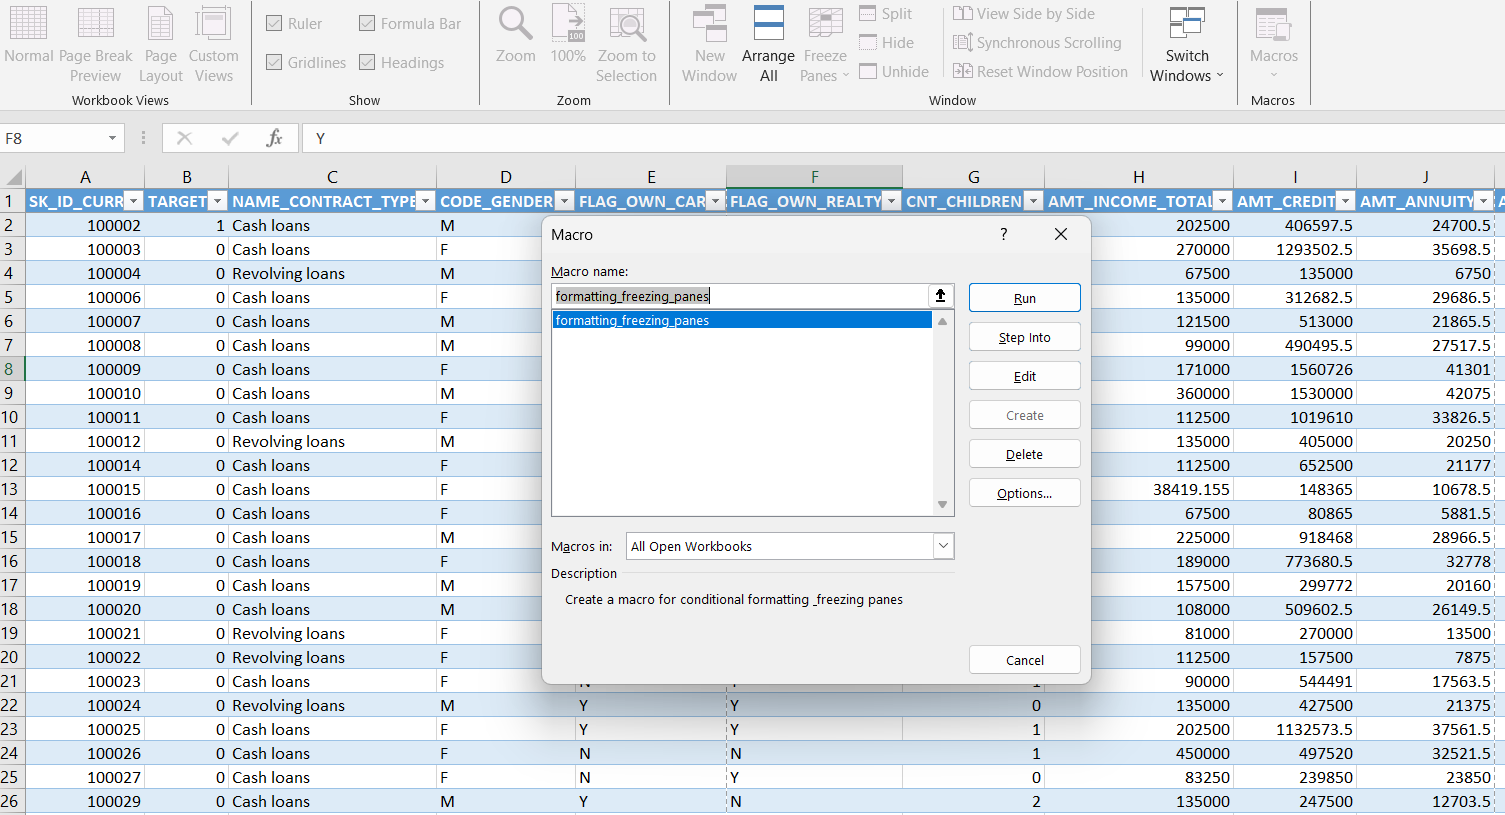 Normal Page Break Preview Page Layout Custom Views
Workbook Views
Ruler Formula Bar
Gridlines Headings
Show
Zoom 100% Zoom to Selection
100
Zoom
New Window Arrange All Freeze Panes
Split
Hide
Unhide
View Side by Side
Synchronous Scrolling
Reset Window Position
Switch Windows
Window
Macros
Macros
F8 fx Y
A B C D E F G H I J
1 SK_ID_CURR TARGET NAME_CONTRACT_TYPE CODE_GENDER FLAG_OWN_CAR FLAG_OWN_REALTY CNT_CHILDREN AMT_INCOME_TOTAL AMT_CREDIT AMT_ANNUITY
2 100002 1 Cash loans M 202500 406597.5 24700.5
3 100003 0 Cash loans F 270000 1293502.5 35698.5
4 100004 0 Revolving loans M 67500 135000 6750
5 100006 0 Cash loans F 135000 312682.5 29686.5
6 100007 0 Cash loans M 121500 513000 21865.5
7 100008 0 Cash loans M 99000 490495.5 27517.5
8 100009 0 Cash loans F 171000 1560726 41301
9 100010 0 Cash loans M 360000 1530000 42075
10 100011 0 Cash loans F 112500 1019610 33826.5
11 100012 0 Revolving loans M 135000 405000 20250
12 100014 0 Cash loans F 112500 652500 21177
13 100015 0 Cash loans F 38419.155 148365 10678.5
14 100016 0 Cash loans F 67500 80865 5881.5
15 100017 0 Cash loans M 225000 918468 28966.5
16 100018 0 Cash loans F 189000 773680.5 32778
17 100019 0 Cash loans M 157500 299772 20160
18 100020 0 Cash loans M 108000 509602.5 26149.5
19 100021 0 Revolving loans F 81000 270000 13500
20 100022 0 Revolving loans F 112500 157500 7875
21 100023 0 Cash loans F 90000 544491 17563.5
22 100024 0 Revolving loans M Y Y 0 135000 427500 21375
23 100025 0 Cash loans F Y Y 1 202500 1132573.5 37561.5
24 100026 0 Cash loans F N N 1 450000 497520 32521.5
25 100027 0 Cash loans F N Y 0 83250 239850 23850
26 100029 0 Cash loans M Y N 2 135000 247500 12703.5
Macro ?
Macro name:
formatting_freezing_panes
formatting_freezing_panes
Run
Step Into
Edit
Create
Delete
Options...
Macros in: All Open Workbooks
Description
Create a macro for conditional formatting _freezing panes
Cancel